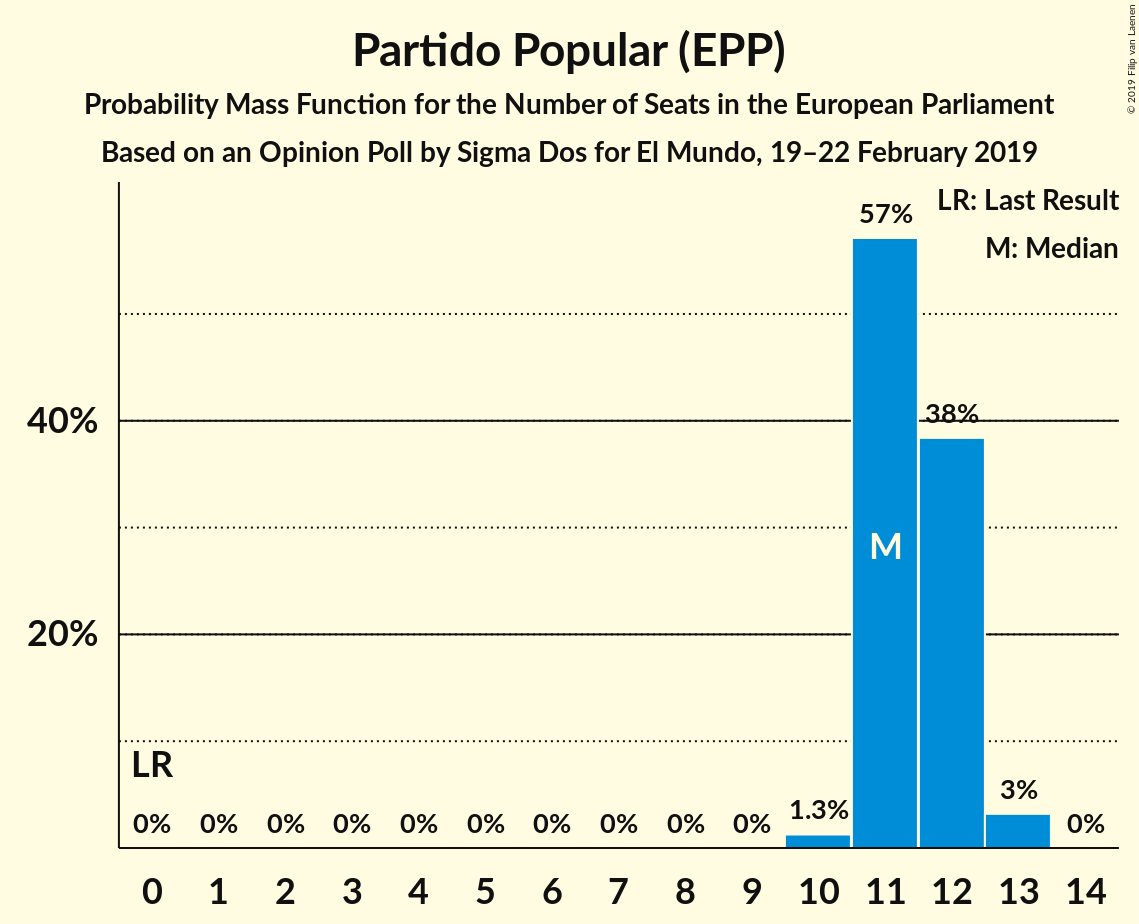 Partido Popular (EPP)
Probability Mass Function for the Number of Seats in the European Parliament
Based on an Opinion Poll by Sigma Dos for El Mundo, 19–22 February 2019
© 2019 Filip van Laenen
LR: Last Result
M: Median
57%
38%
40%
M
20%
LR
0% 0% 0% 0% 0% 0% 0% 0% 0% 0% 1.3% 3% 0%
0 1 2 3 4 5 6 7 8 9 10 11 12 13 14